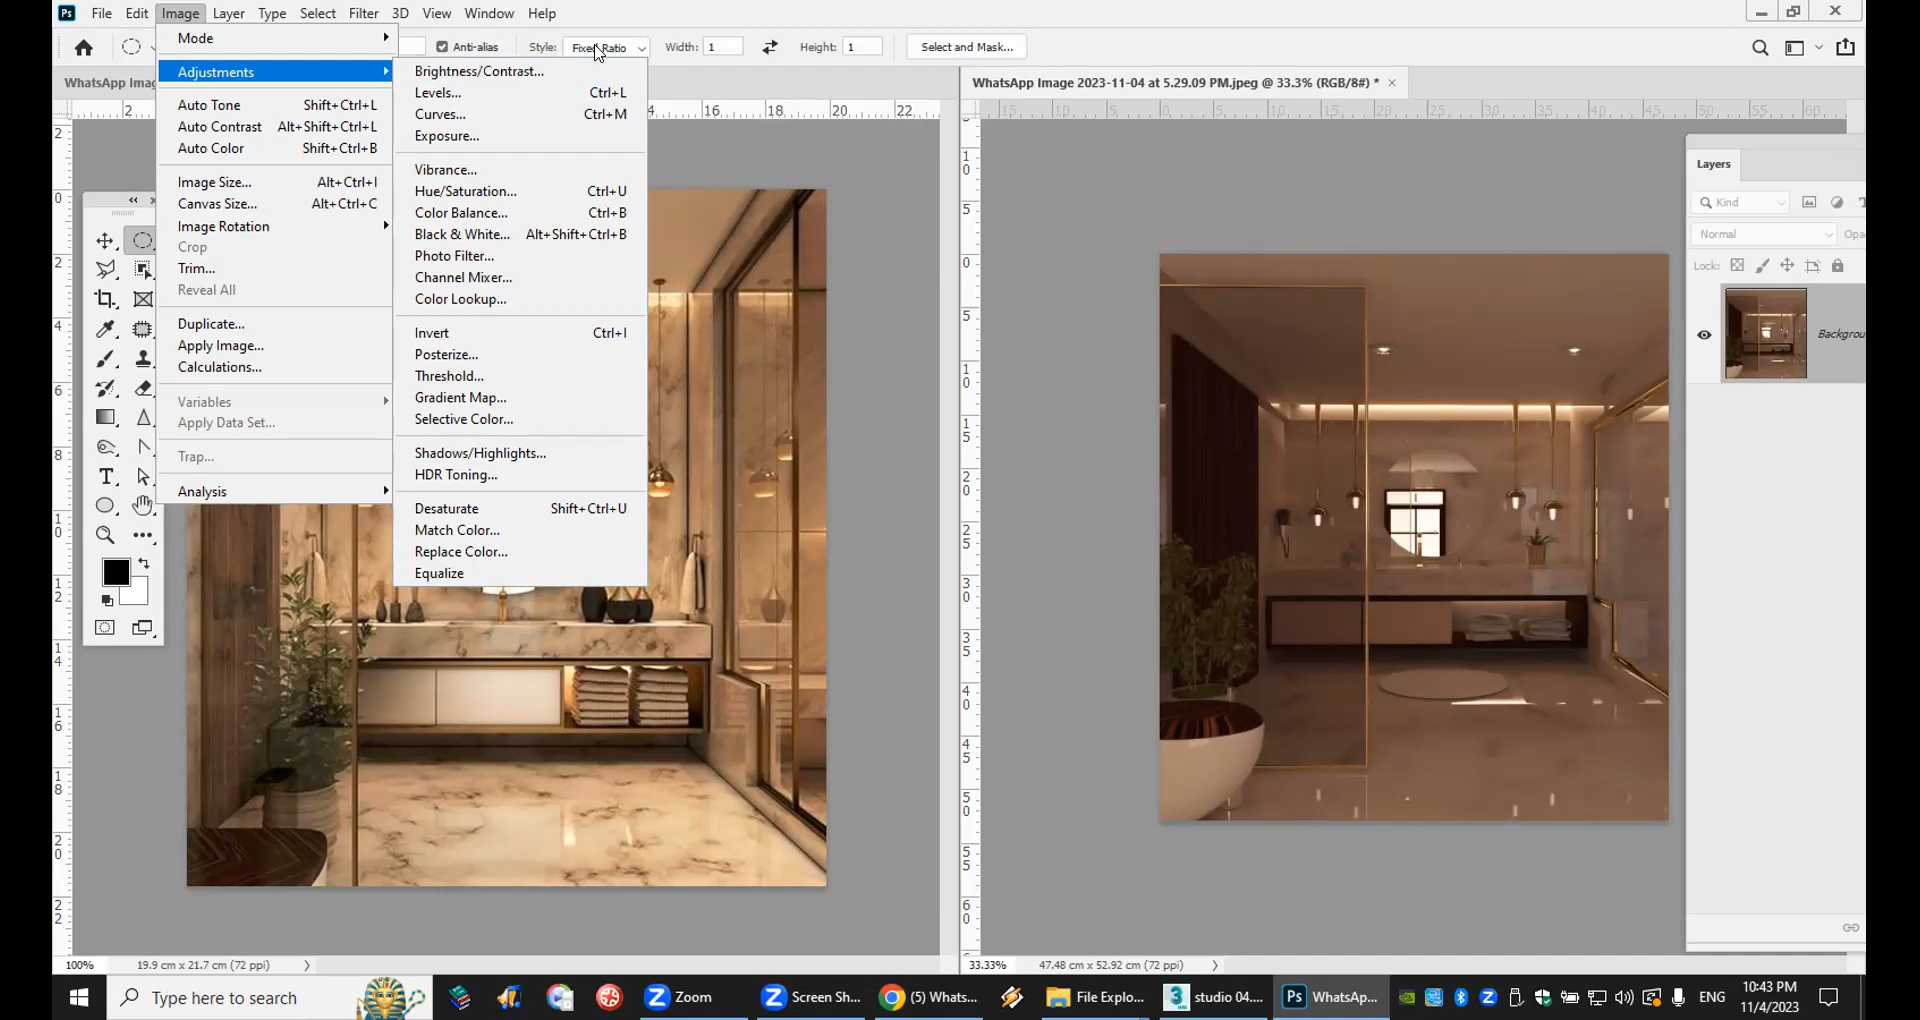 Ps File Edit Image Layer Type Select Filter 3D View Window Help
Anti-alias Style: Fixed Ratio Width: 1 Height: 1 Select and Mask...
WhatsApp Imag
WhatsApp Image 2023-11-04 at 5.29.09 PM.jpeg @ 33.3% (RGB/8#) * ×
Mode
Adjustments
Auto Tone Shift+Ctrl+L
Auto Contrast Alt+Shift+Ctrl+L
Auto Color Shift+Ctrl+B
Image Size... Alt+Ctrl+I
Canvas Size... Alt+Ctrl+C
Image Rotation
Crop
Trim...
Reveal All
Duplicate...
Apply Image...
Calculations...
Variables
Apply Data Set...
Trap...
Analysis
Brightness/Contrast...
Levels... Ctrl+L
Curves... Ctrl+M
Exposure...
Vibrance...
Hue/Saturation... Ctrl+U
Color Balance... Ctrl+B
Black & White... Alt+Shift+Ctrl+B
Photo Filter...
Channel Mixer...
Color Lookup...
Invert Ctrl+I
Posterize...
Threshold...
Gradient Map...
Selective Color...
Shadows/Highlights...
HDR Toning...
Desaturate Shift+Ctrl+U
Match Color...
Replace Color...
Equalize
Layers
Kind
Normal Opa
Lock:
Backgrou
100% 19.9 cm x 21.7 cm (72 ppi)
33.33% 47.48 cm x 52.92 cm (72 ppi)
Type here to search
Zoom
Screen Sh...
(5) Whats...
File Explo...
studio 04....
WhatsAp...
ENG
10:43 PM
11/4/2023